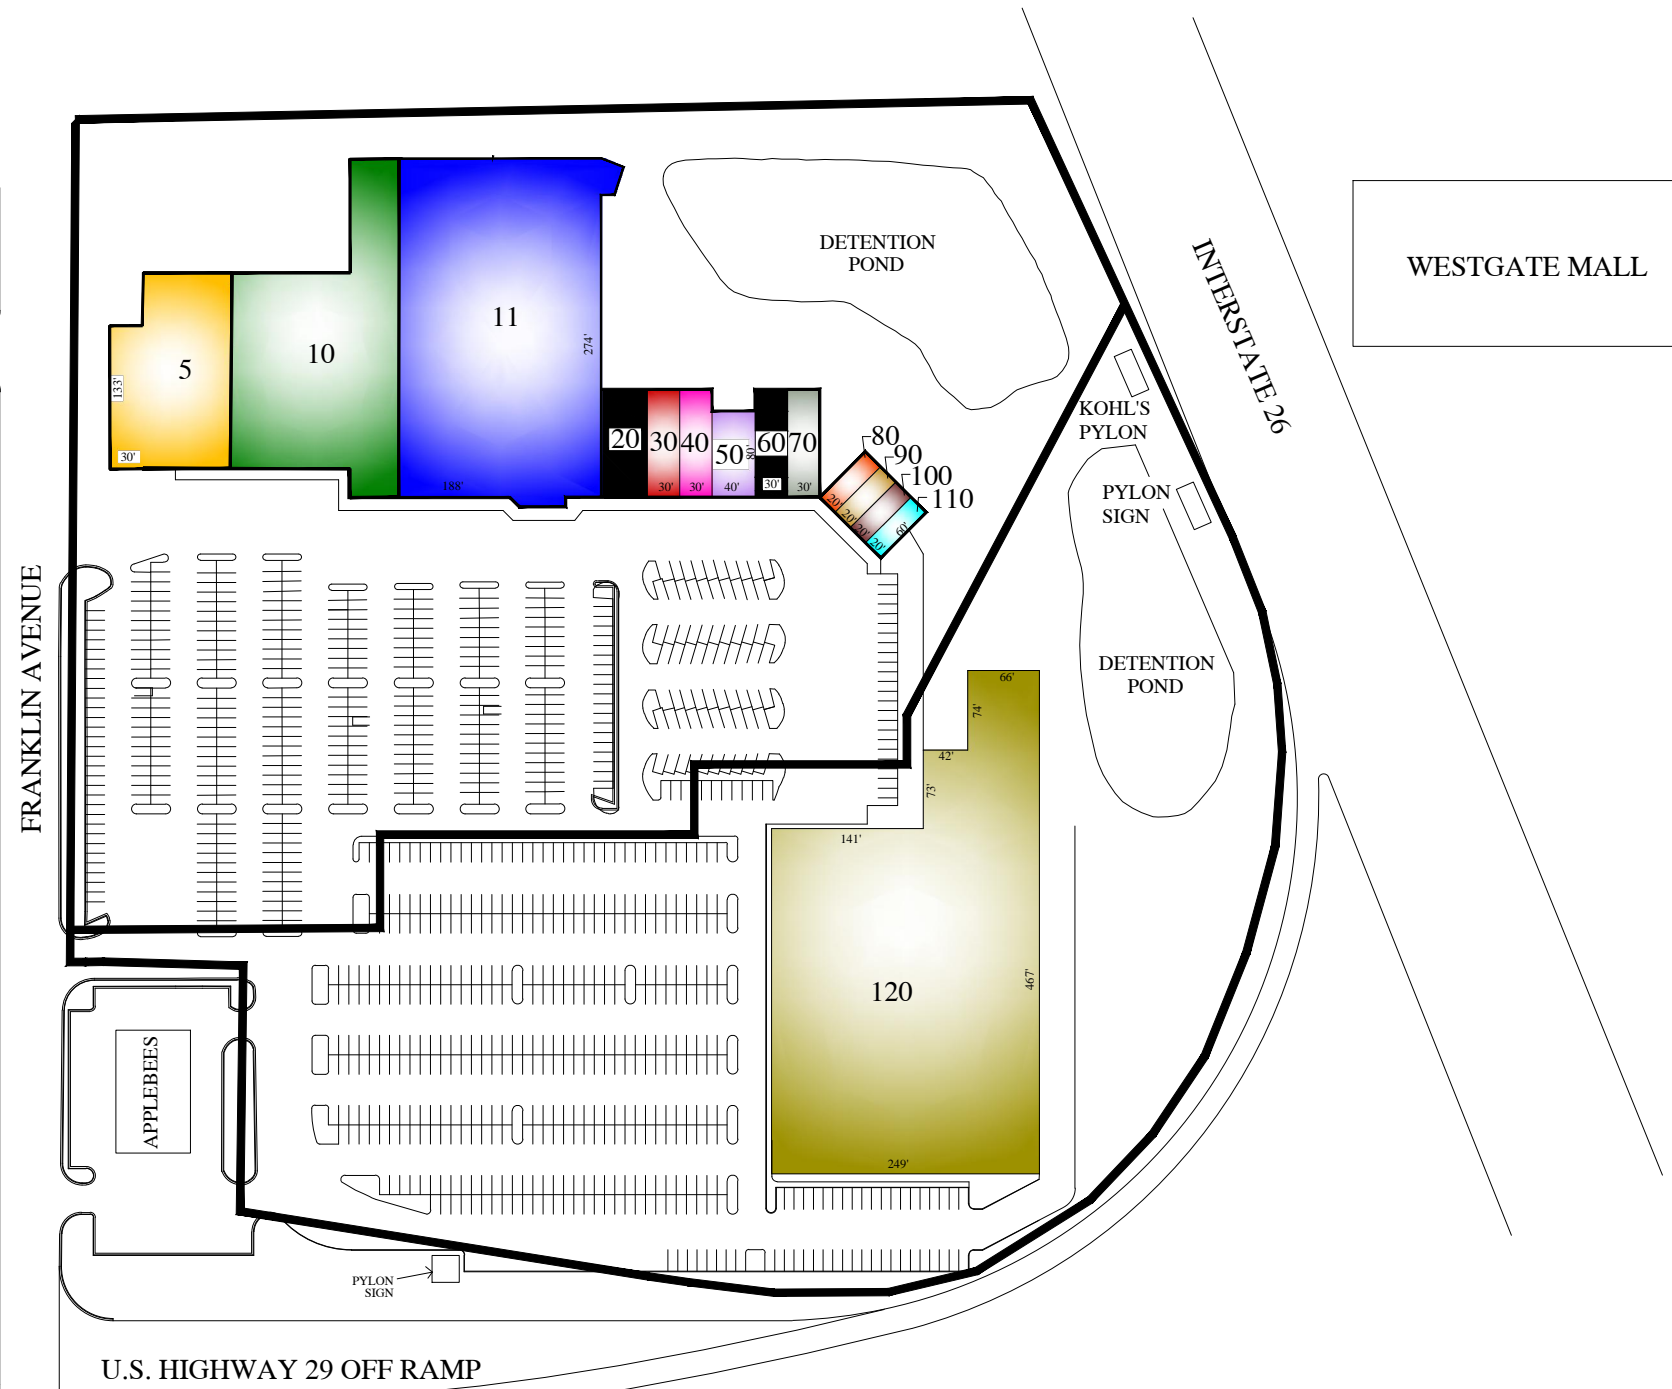 DETENTION
POND
INTERSTATE 26
WESTGATE MALL
11
10
5
133'
30'
274'
188'
20
30
40
50
60
70
80'
30'
30'
40'
30'
30'
80
90
100
110
20'
20'
20'
20'
60'
KOHL'S
PYLON
PYLON
SIGN
DETENTION
POND
FRANKLIN AVENUE
66'
74'
42'
73'
141'
120
467'
249'
APPLEBEES
PYLON
SIGN
U.S. HIGHWAY 29 OFF RAMP